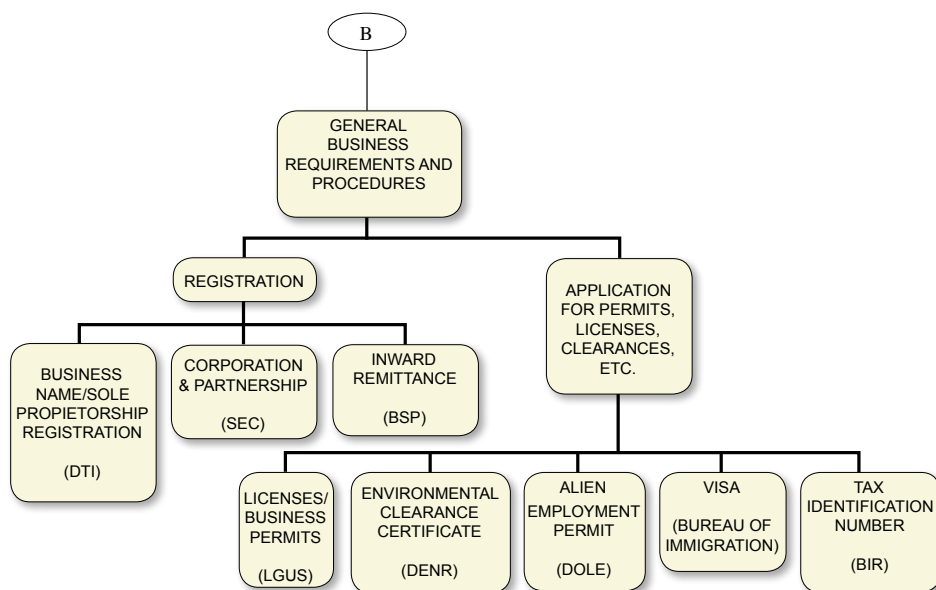 B
GENERAL
BUSINESS
REQUIREMENTS AND
PROCEDURES
REGISTRATION
APPLICATION
FOR PERMITS,
LICENSES,
CLEARANCES,
ETC.
BUSINESS
NAME/SOLE
PROPIETORSHIP
REGISTRATION
(DTI)
CORPORATION
& PARTNERSHIP
(SEC)
INWARD
REMITTANCE
(BSP)
LICENSES/
BUSINESS
PERMITS
(LGUS)
ENVIRONMENTAL
CLEARANCE
CERTIFICATE
(DENR)
ALIEN
EMPLOYMENT
PERMIT
(DOLE)
VISA
(BUREAU OF
IMMIGRATION)
TAX
IDENTIFICATION
NUMBER
(BIR)